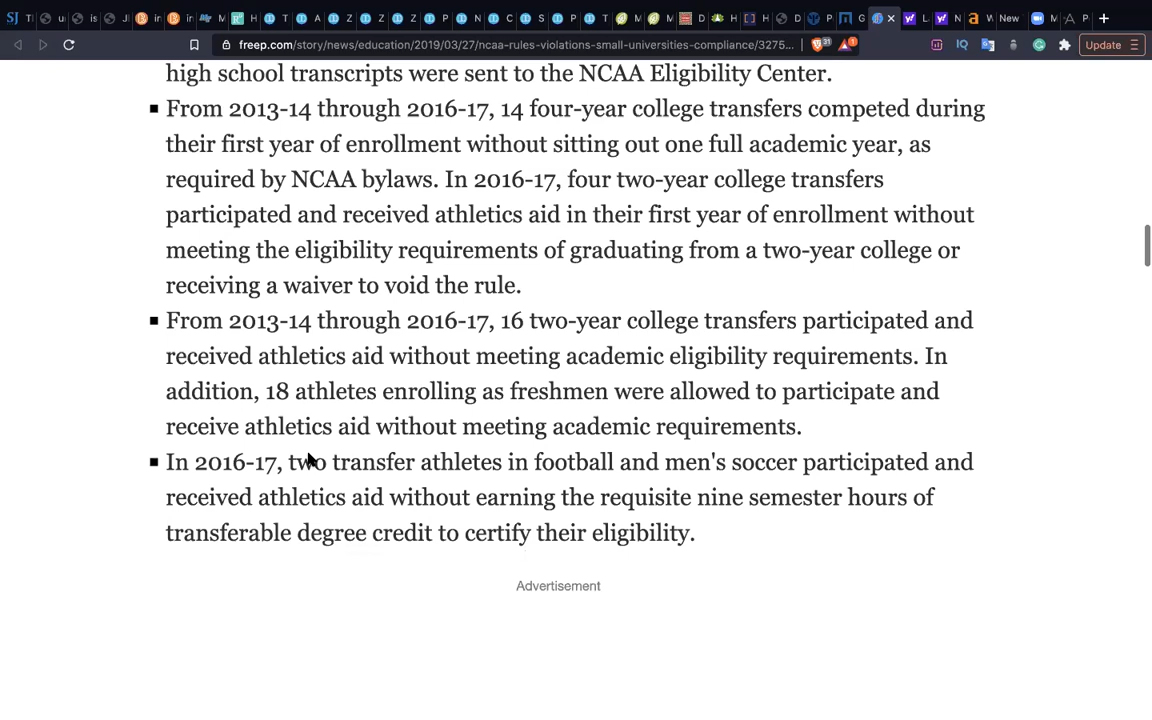 SJ T u is J in in M H T A Z Z Z P N C S P T M M D H H D P G × L N a W New M P +
freep.com/story/news/education/2019/03/27/ncaa-rules-violations-small-universities-compliance/3275... 31 1 IQ Update
high school transcripts were sent to the NCAA Eligibility Center.
▪ From 2013-14 through 2016-17, 14 four-year college transfers competed during
their first year of enrollment without sitting out one full academic year, as
required by NCAA bylaws. In 2016-17, four two-year college transfers
participated and received athletics aid in their first year of enrollment without
meeting the eligibility requirements of graduating from a two-year college or
receiving a waiver to void the rule.
▪ From 2013-14 through 2016-17, 16 two-year college transfers participated and
received athletics aid without meeting academic eligibility requirements. In
addition, 18 athletes enrolling as freshmen were allowed to participate and
receive athletics aid without meeting academic requirements.
▪ In 2016-17, two transfer athletes in football and men's soccer participated and
received athletics aid without earning the requisite nine semester hours of
transferable degree credit to certify their eligibility.
Advertisement